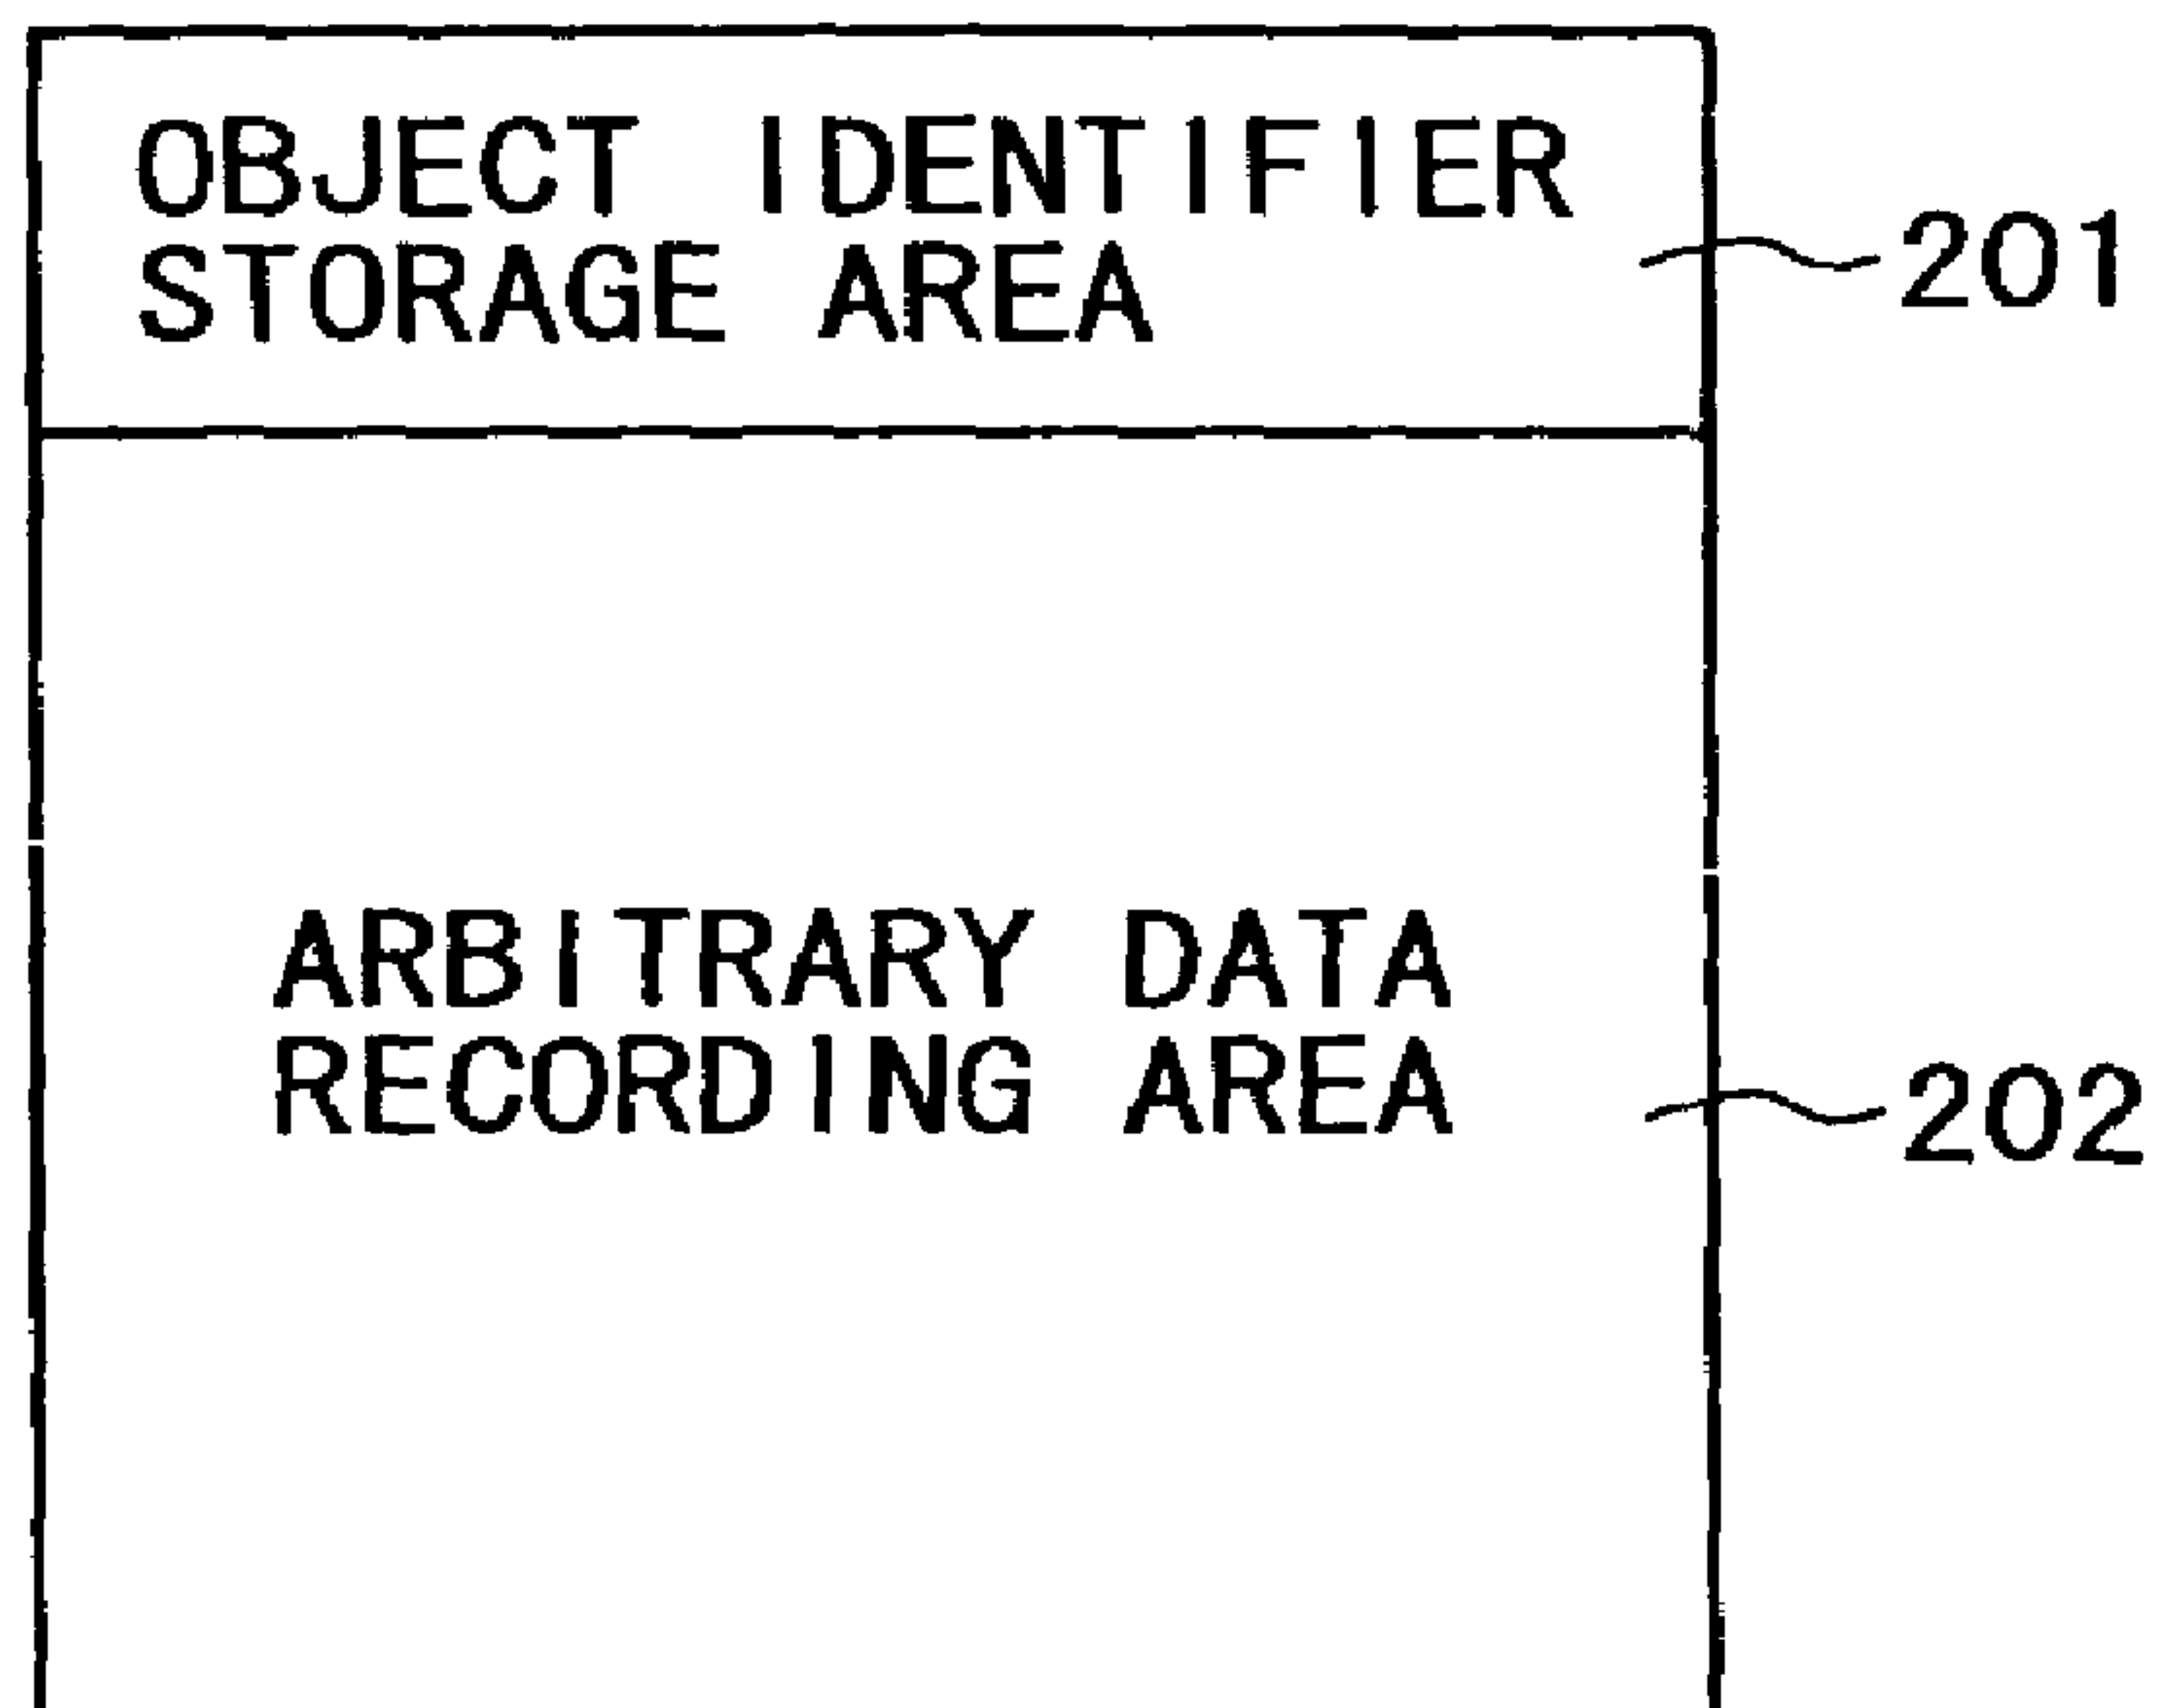 OBJECT IDENTIFIER
STORAGE AREA
201
ARBITRARY DATA
RECORDING AREA
202